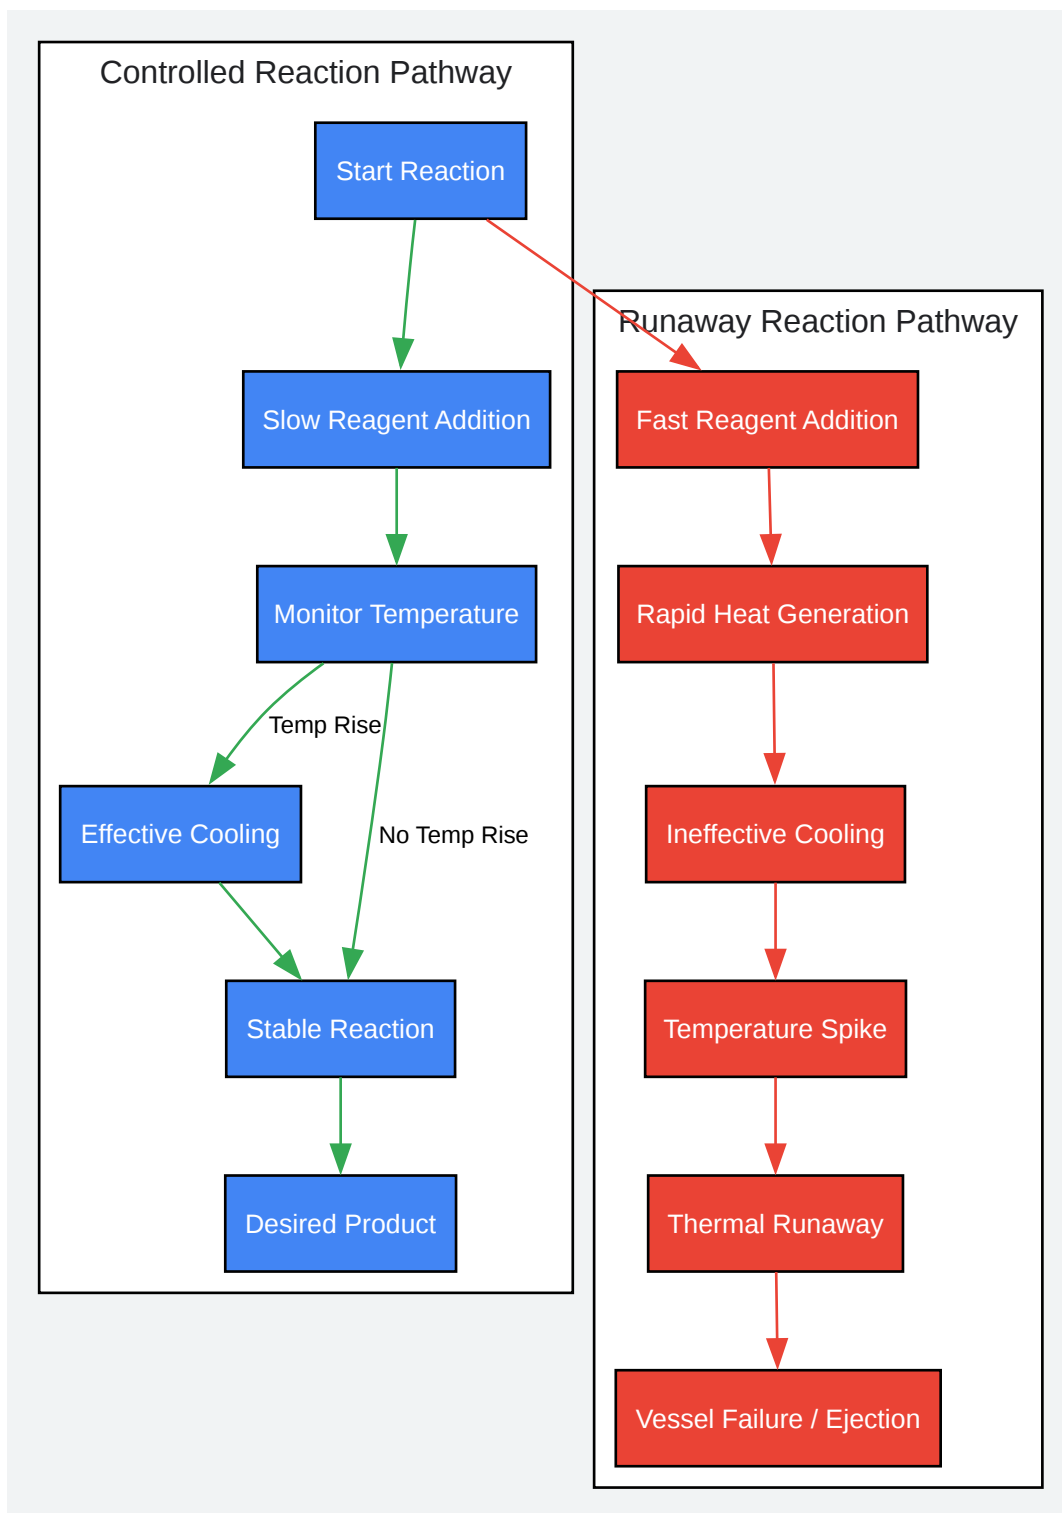 Controlled Reaction Pathway
Start Reaction
Slow Reagent Addition
Monitor Temperature
Temp Rise
Effective Cooling
No Temp Rise
Stable Reaction
Desired Product
Runaway Reaction Pathway
Fast Reagent Addition
Rapid Heat Generation
Ineffective Cooling
Temperature Spike
Thermal Runaway
Vessel Failure / Ejection